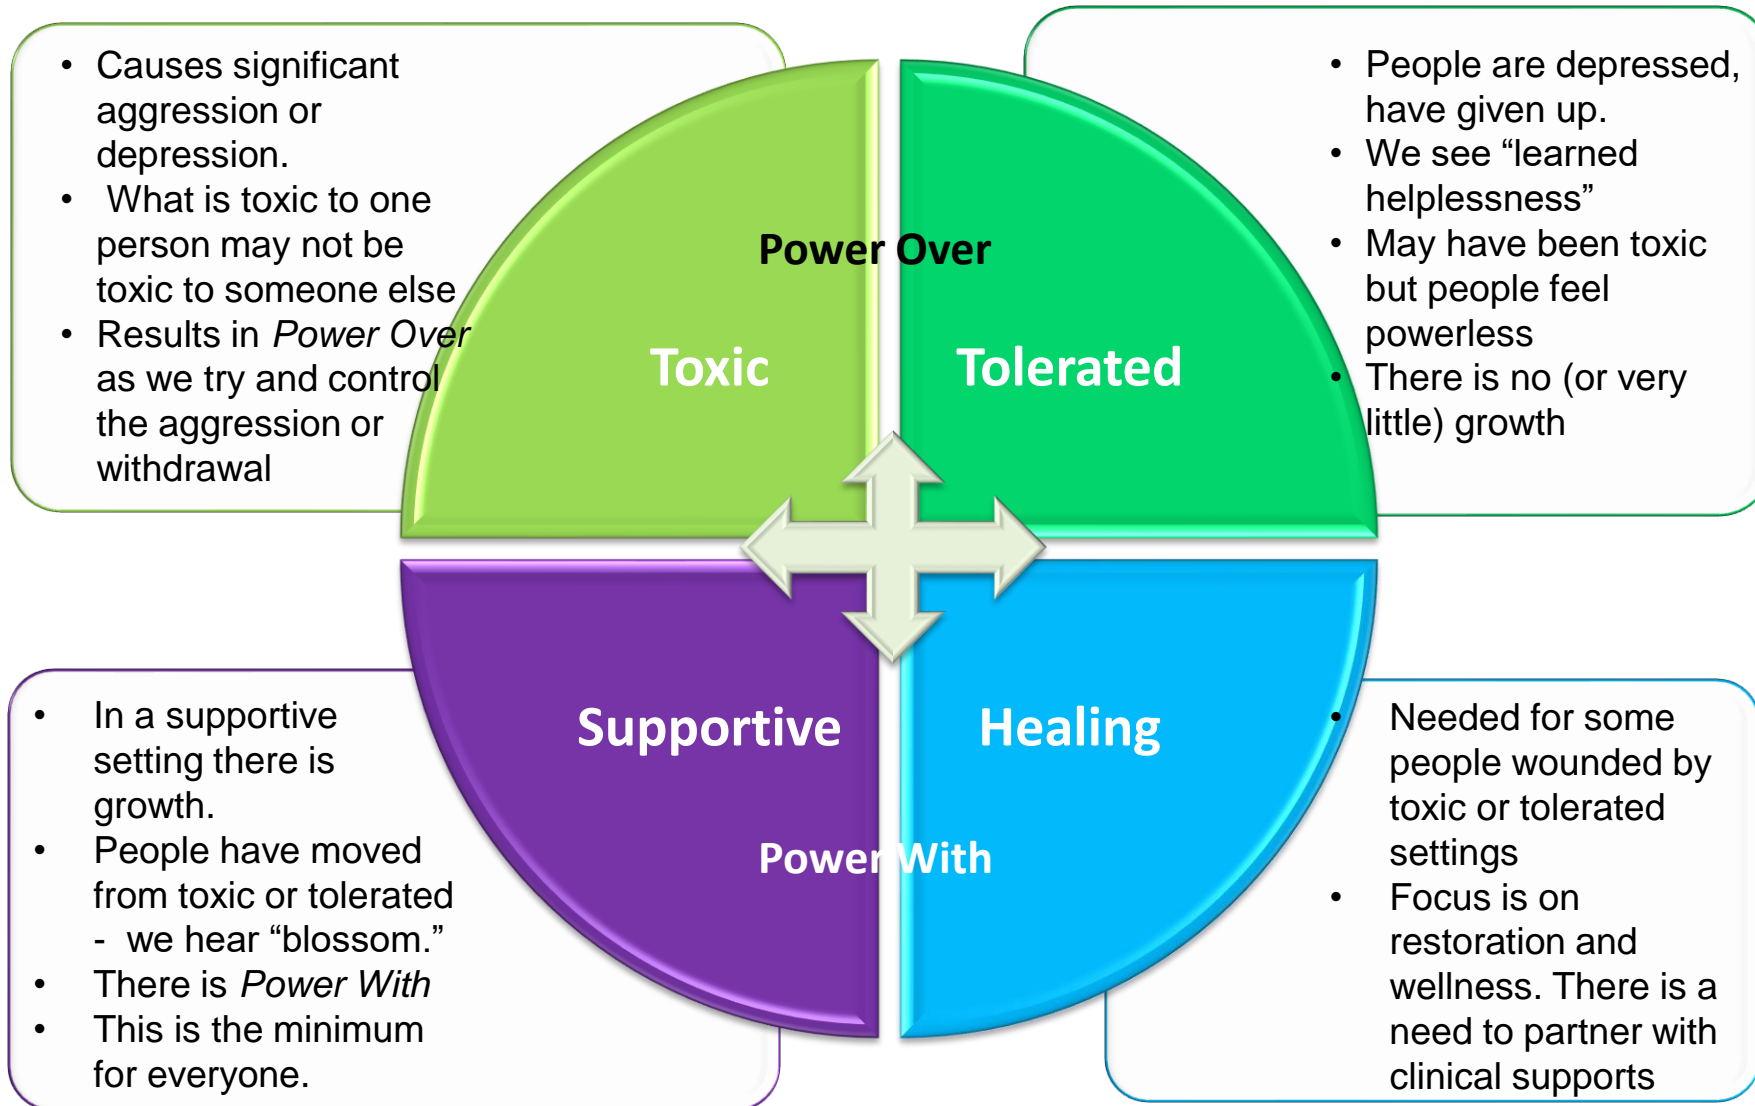 • Causes significant
aggression or
depression.
• What is toxic to one
person may not be
toxic to someone else
• Results in Power Over
as we try and control
the aggression or
withdrawal
• People are depressed,
have given up.
• We see “learned
helplessness”
• May have been toxic
but people feel
powerless
• There is no (or very
little) growth
Power Over
Toxic
Tolerated
Supportive
Healing
Power With
• In a supportive
setting there is
growth.
• People have moved
from toxic or tolerated
- we hear “blossom.”
• There is Power With
• This is the minimum
for everyone.
• Needed for some
people wounded by
toxic or tolerated
settings
• Focus is on
restoration and
wellness. There is a
need to partner with
clinical supports